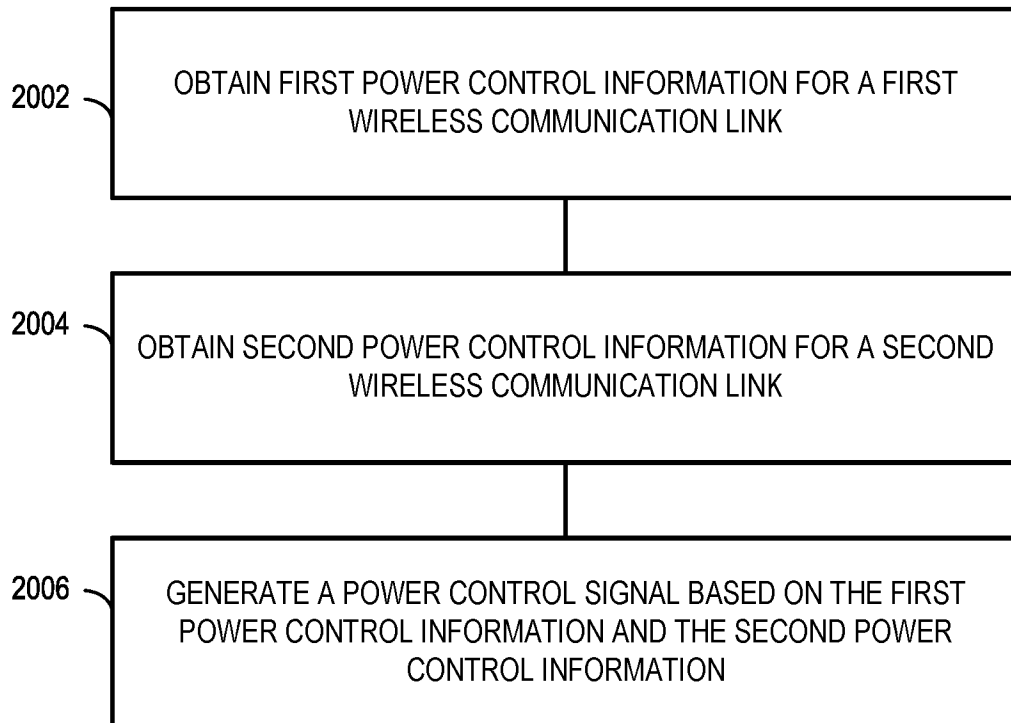 2002
OBTAIN FIRST POWER CONTROL INFORMATION FOR A FIRST
WIRELESS COMMUNICATION LINK
2004
OBTAIN SECOND POWER CONTROL INFORMATION FOR A SECOND
WIRELESS COMMUNICATION LINK
2006
GENERATE A POWER CONTROL SIGNAL BASED ON THE FIRST
POWER CONTROL INFORMATION AND THE SECOND POWER
CONTROL INFORMATION